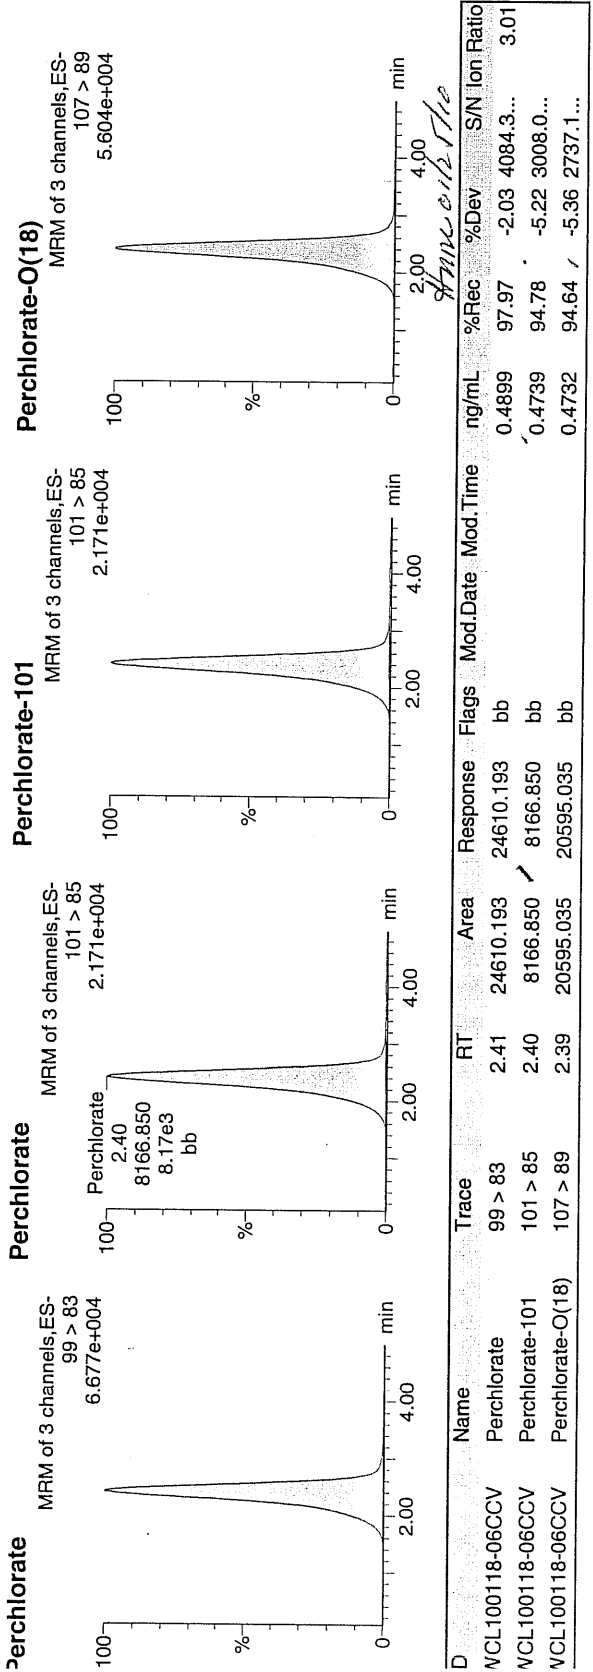 Perchlorate
MRM of 3 channels,ES-
99 > 83
6.677e+004
100
%
0
2.00
4.00
min
Perchlorate
MRM of 3 channels,ES-
101 > 85
2.171e+004
100
Perchlorate
2.40
8166.850
8.17e3
bb
%
0
2.00
4.00
min
Perchlorate-101
MRM of 3 channels,ES-
101 > 85
2.171e+004
100
%
0
2.00
4.00
min
Perchlorate-O(18)
MRM of 3 channels,ES-
107 > 89
5.604e+004
100
%
0
2.00
4.00
min
D Name Trace RT Area Response Flags Mod.Date Mod.Time ng/mL %Rec %Dev S/N Ion Ratio
WCL100118-06CCV Perchlorate 99 > 83 2.41 24610.193 24610.193 bb 0.4899 97.97 -2.03 4084.3... 3.01
WCL100118-06CCV Perchlorate-101 101 > 85 2.40 8166.850 8166.850 bb 0.4739 94.78 -5.22 3008.0...
WCL100118-06CCV Perchlorate-O(18) 107 > 89 2.39 20595.035 20595.035 bb 0.4732 94.64 -5.36 2737.1...